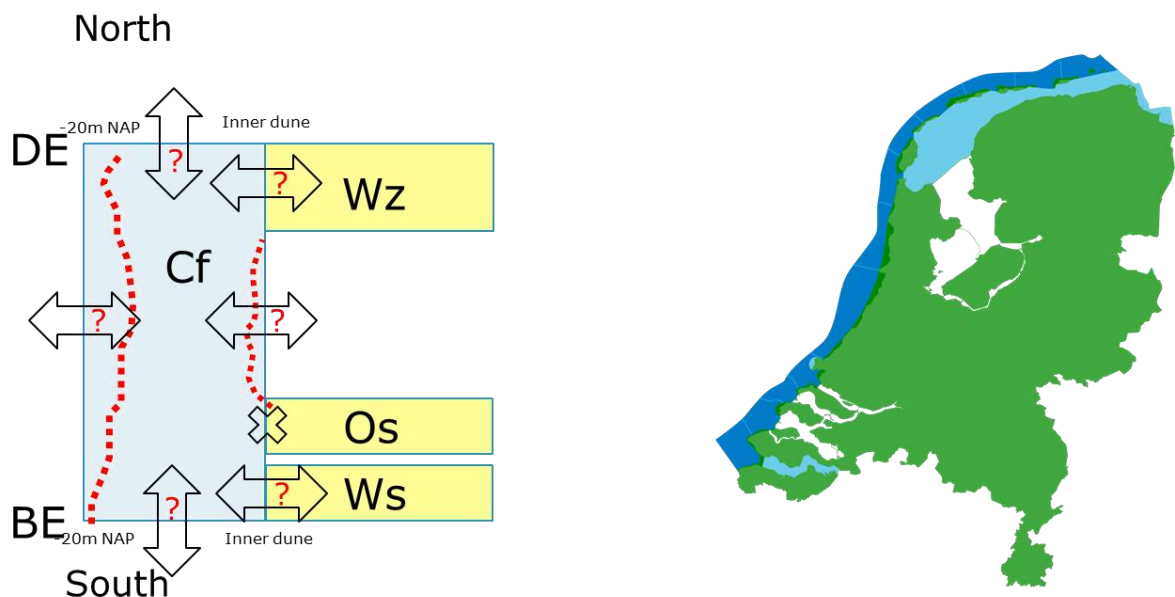 North
-20m NAP
Inner dune
DE
?
?
Wz
Cf
?
?
Os
?
Ws
?
BE
-20m NAP
Inner dune
South